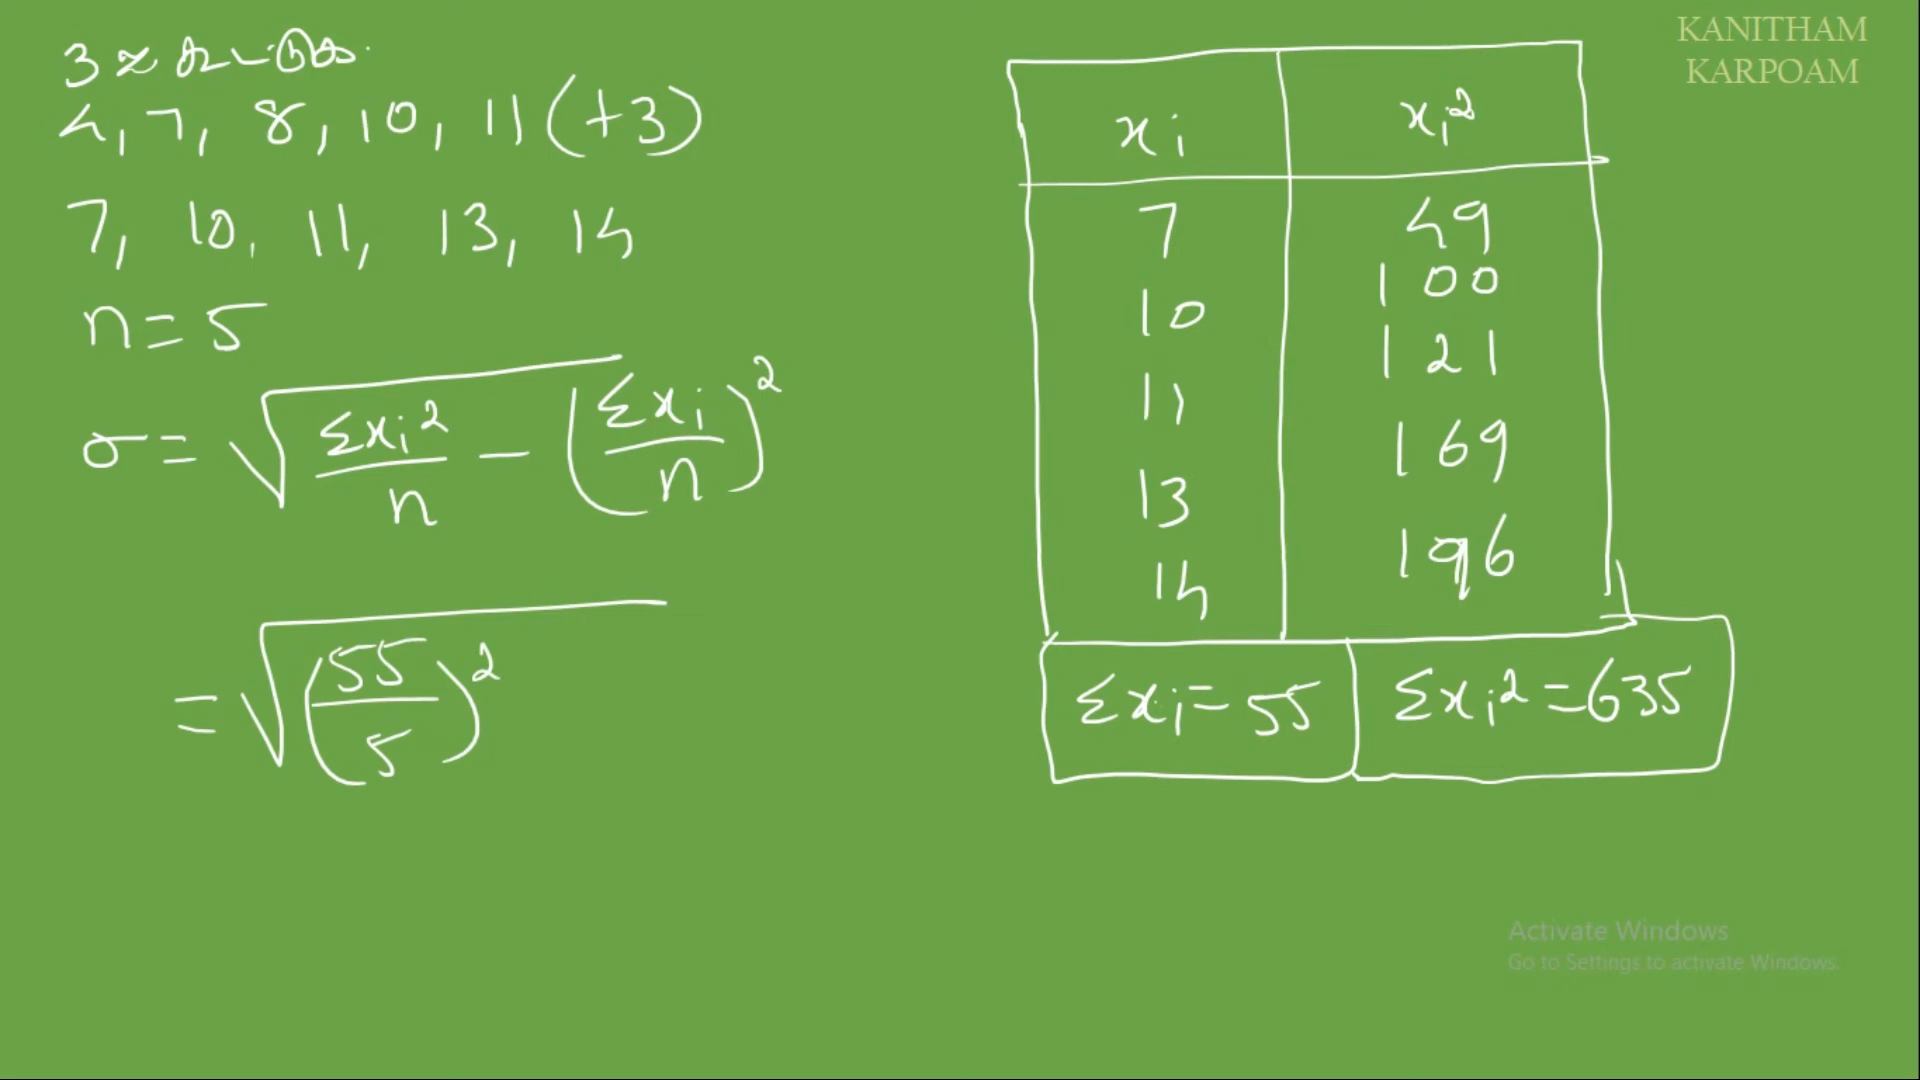 KANITHAM
KARPOAM
3 ஐ கூட்டுக.
4, 7, 8, 10, 11 (+3)
7, 10, 11, 13, 14
n = 5
σ = √(Σxi²/n - (Σxi/n)²
= √((55/5)²
xi xi²
7 49
10 100
11 121
13 169
14 196
Σxi = 55 Σxi² = 635
Activate Windows
Go to Settings to activate Windows.